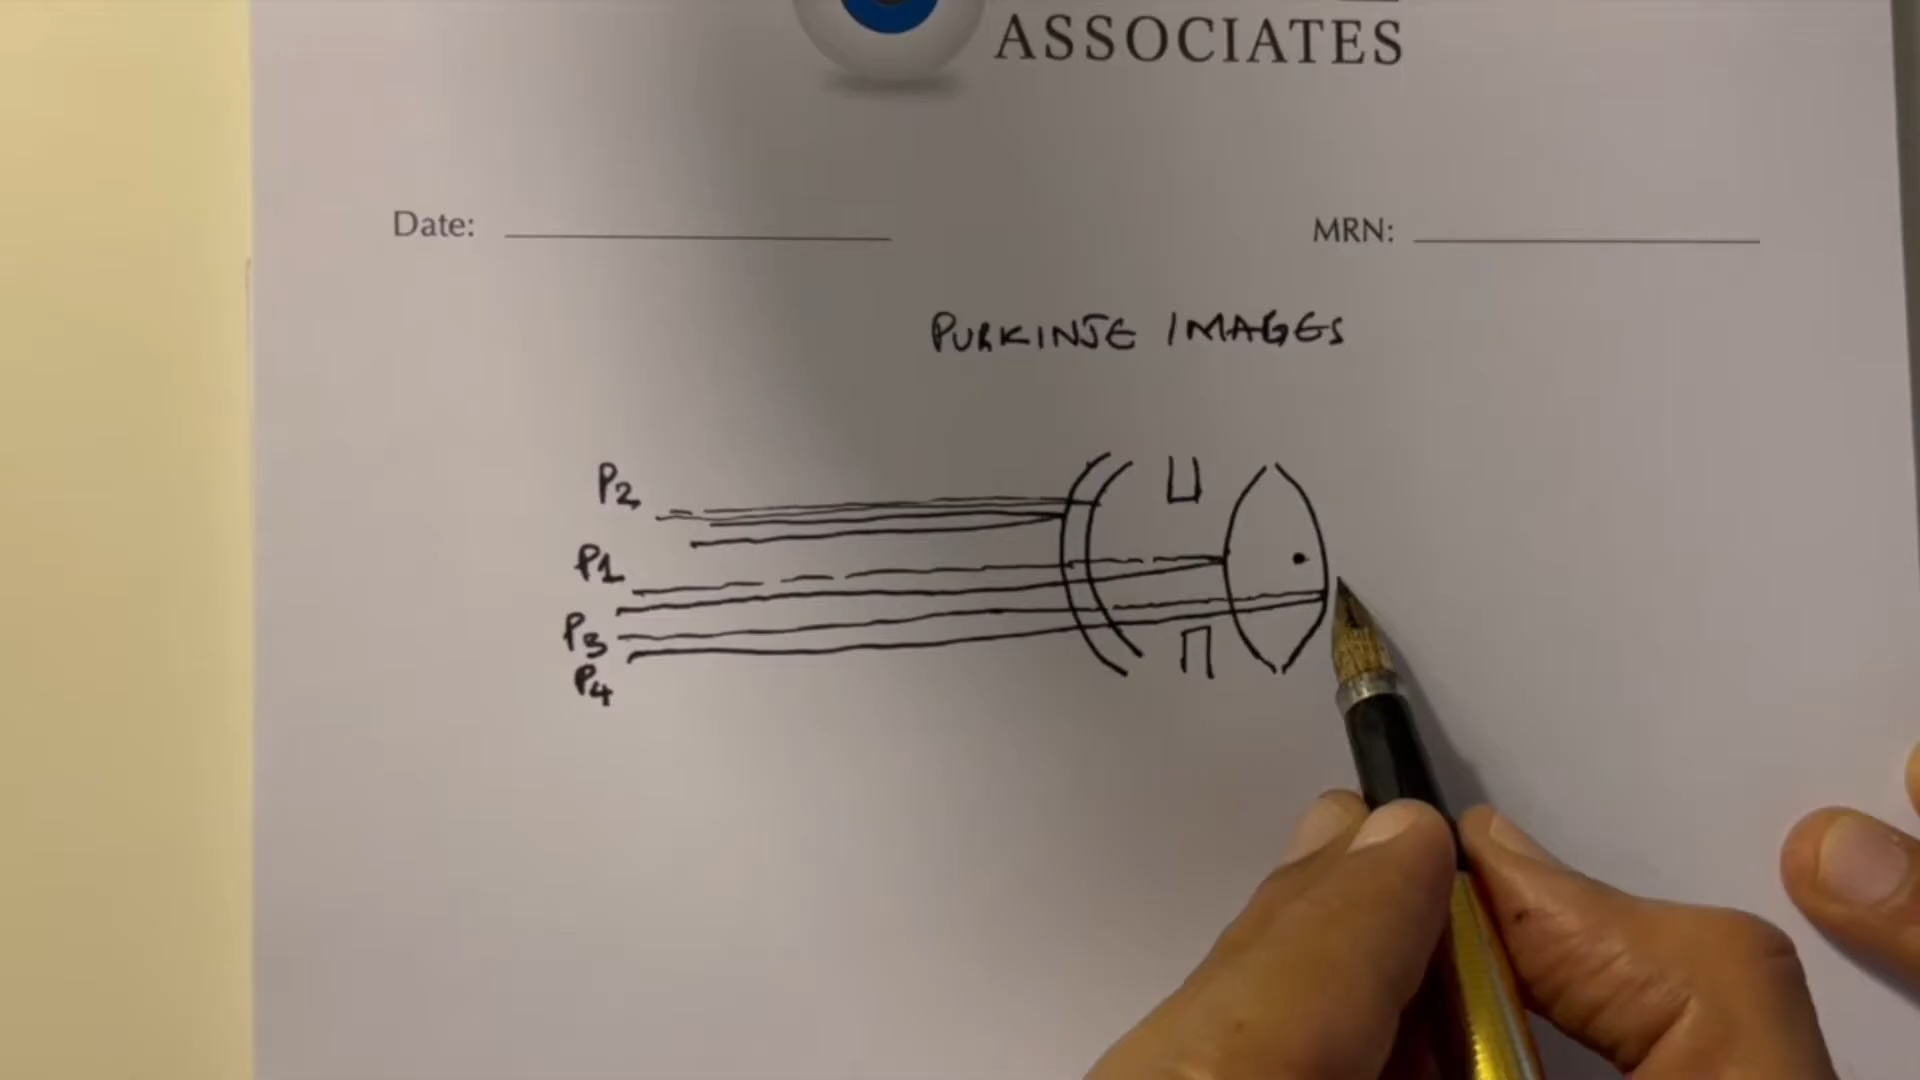 ASSOCIATES
Date: MRN:
PURKINJE IMAGES
P2
P1
P3
P4